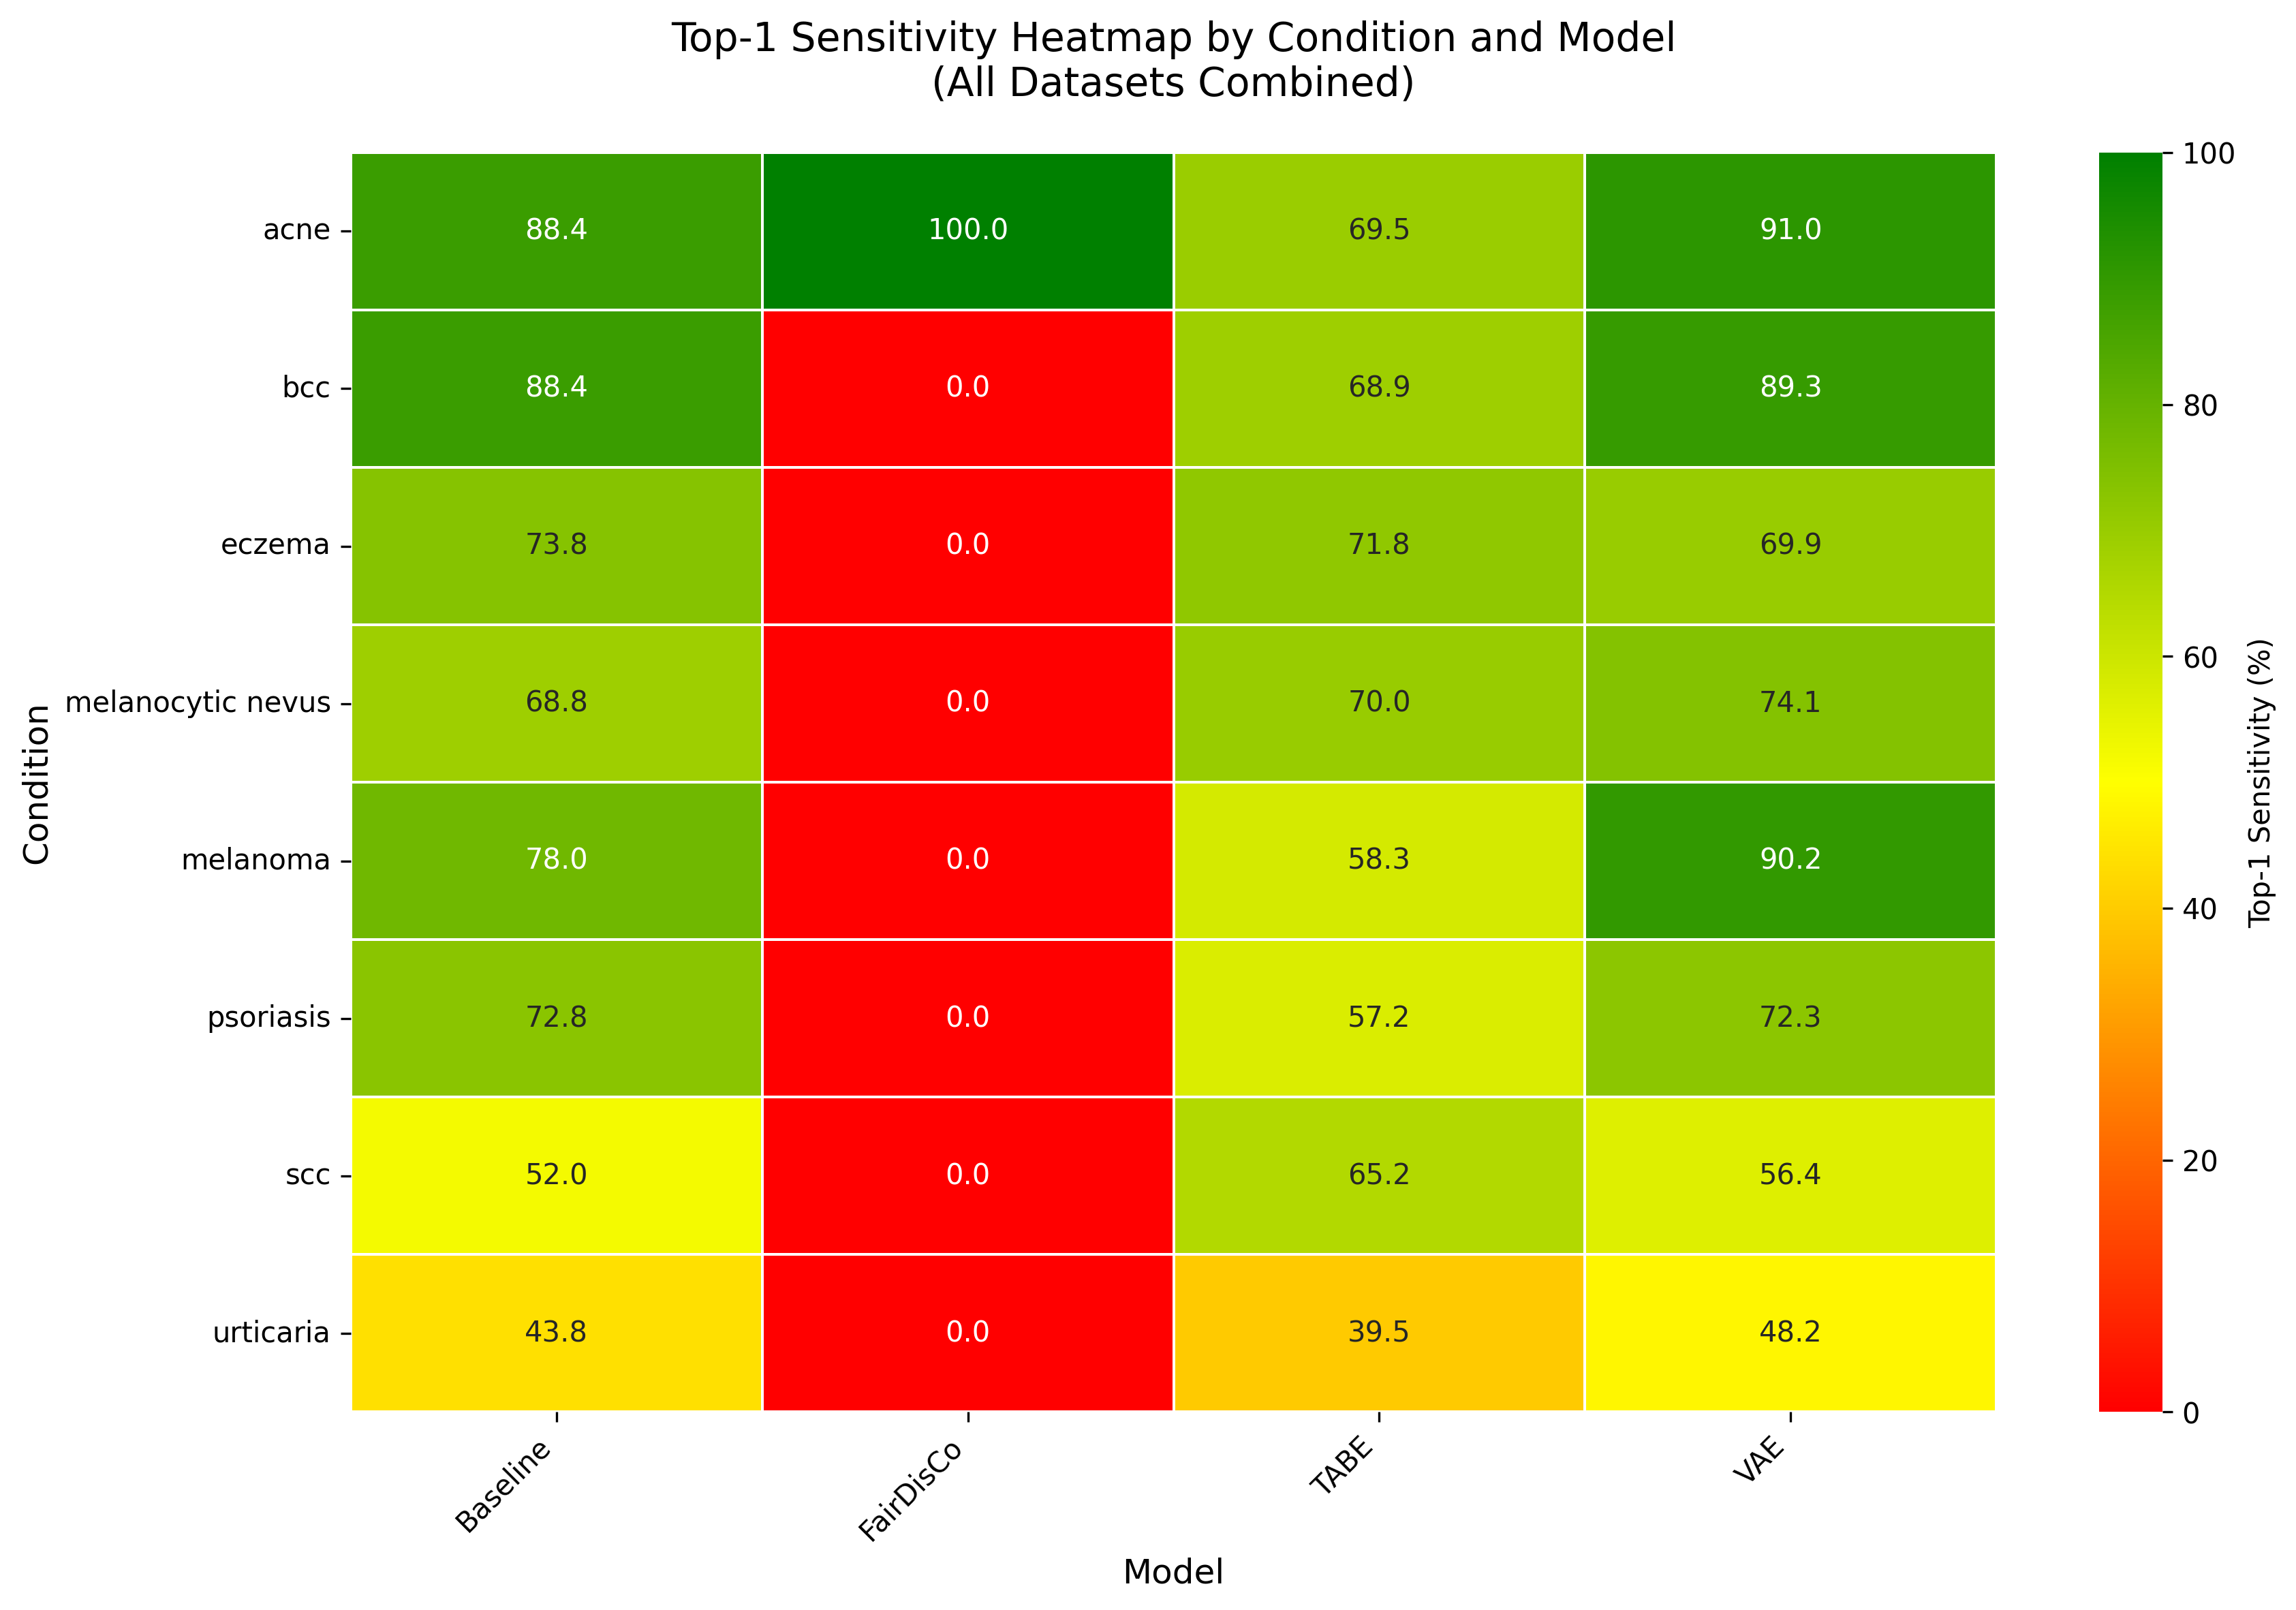 Top-1 Sensitivity Heatmap by Condition and Model
(All Datasets Combined)
Condition
acne 88.4 100.0 69.5 91.0
bcc 88.4 0.0 68.9 89.3
eczema 73.8 0.0 71.8 69.9
melanocytic nevus 68.8 0.0 70.0 74.1
melanoma 78.0 0.0 58.3 90.2
psoriasis 72.8 0.0 57.2 72.3
scc 52.0 0.0 65.2 56.4
urticaria 43.8 0.0 39.5 48.2
Baseline FairDisCo TABE VAE
Model
100
80
60
40
20
0
Top-1 Sensitivity (%)